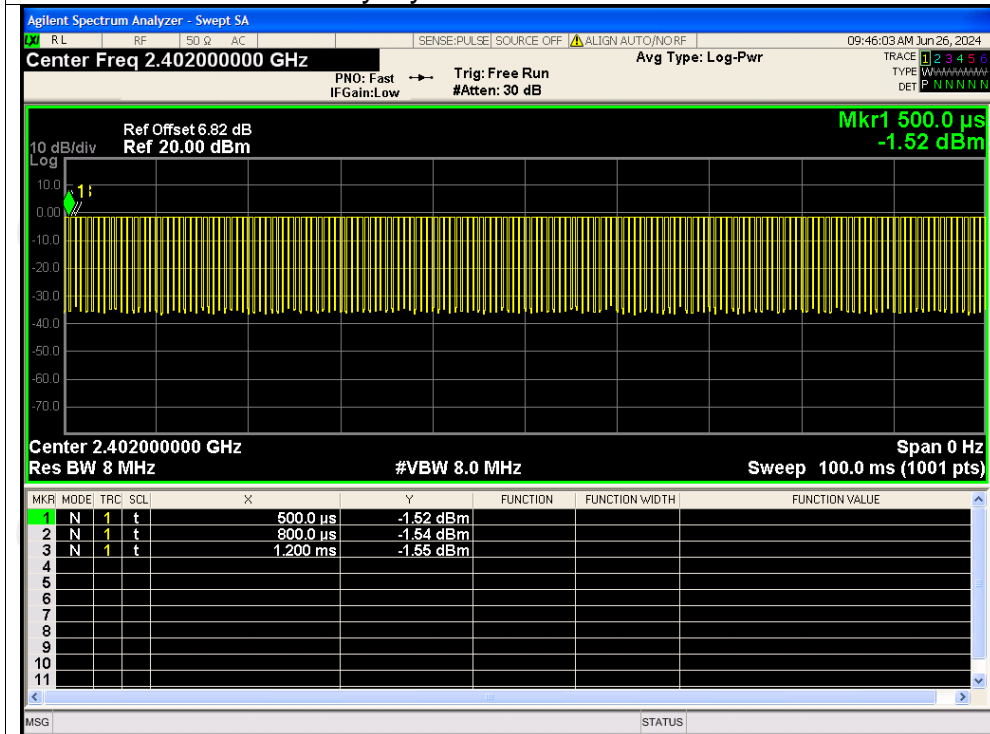 Agilent Spectrum Analyzer - Swept SA
LXI RL RF 50 Ω AC SENSE:PULSE SOURCE OFF ALIGN AUTO/NO RF 09:46:03 AM Jun 26, 2024
Center Freq 2.402000000 GHz Avg Type: Log-Pwr TRACE 1 2 3 4 5 6
PNO: Fast Trig: Free Run TYPE W
IFGain:Low #Atten: 30 dB DET P N N N N N
Mkr1 500.0 µs
Ref Offset 6.82 dB
10 dB/div Ref 20.00 dBm -1.52 dBm
Log
10.0
1
0.00
-10.0
-20.0
-30.0
-40.0
-50.0
-60.0
-70.0
Center 2.402000000 GHz Span 0 Hz
Res BW 8 MHz #VBW 8.0 MHz Sweep 100.0 ms (1001 pts)
MKR MODE TRC SCL X Y FUNCTION FUNCTION WIDTH FUNCTION VALUE
1 N 1 t 500.0 µs -1.52 dBm
2 N 1 t 800.0 µs -1.54 dBm
3 N 1 t 1.200 ms -1.55 dBm
4
5
6
7
8
9
10
11
MSG STATUS